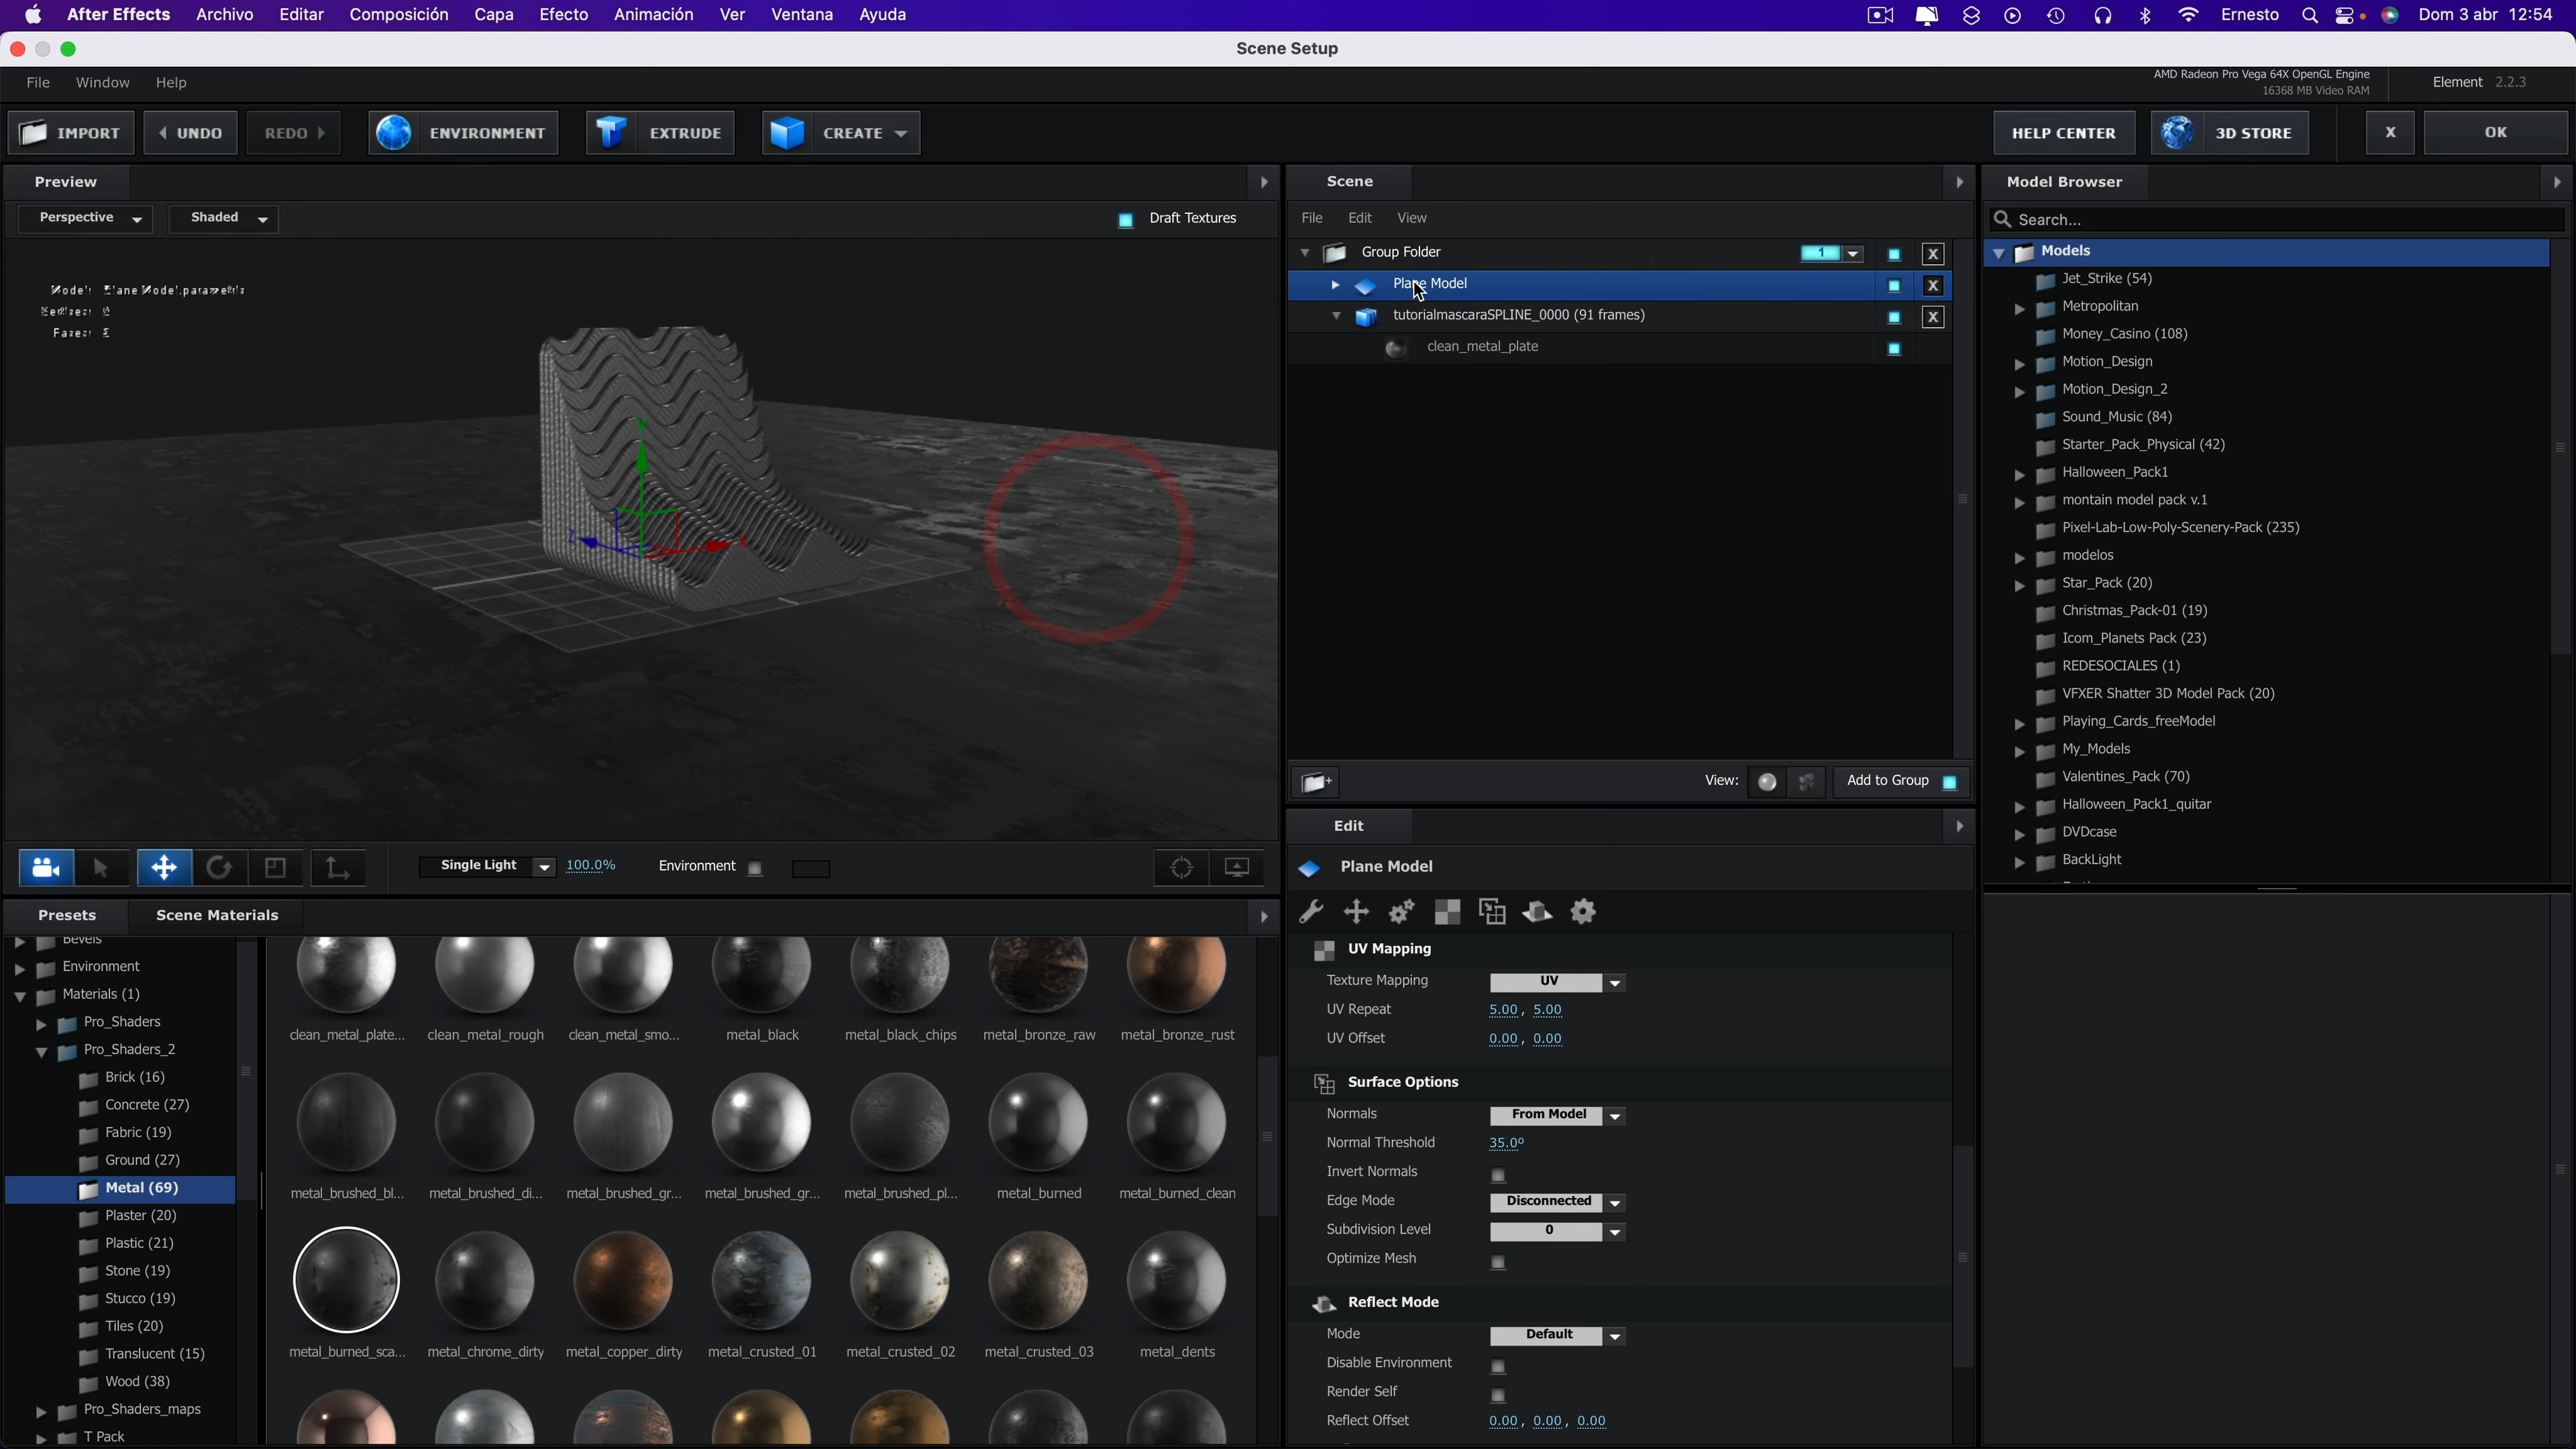 After Effects Archivo Editar Composición Capa Efecto Animación Ver Ventana Ayuda Ernesto Dom 3 abr 12:54
Scene Setup
File Window Help
AMD Radeon Pro Vega 64X OpenGL Engine
16368 MB Video RAM
Element 2.2.3
IMPORT UNDO REDO ENVIRONMENT EXTRUDE CREATE HELP CENTER 3D STORE X OK
Preview
Perspective Shaded Draft Textures
Y
X
Scene
File Edit View
Group Folder 1 X
Plane Model X
tutorialmascaraSPLINE_0000 (91 frames) X
clean_metal_plate
View: Add to Group
Single Light 100.0% Environment
Model Browser
Search...
Models
Jet_Strike (54)
Metropolitan
Money_Casino (108)
Motion_Design
Motion_Design_2
Sound_Music (84)
Starter_Pack_Physical (42)
Halloween_Pack1
montain model pack v.1
Pixel-Lab-Low-Poly-Scenery-Pack (235)
modelos
Star_Pack (20)
Christmas_Pack-01 (19)
Icom_Planets Pack (23)
REDESOCIALES (1)
VFXER Shatter 3D Model Pack (20)
Playing_Cards_freeModel
My_Models
Valentines_Pack (70)
Halloween_Pack1_quitar
DVDcase
BackLight
Presets Scene Materials
Bevels
Environment
Materials (1)
Pro_Shaders
Pro_Shaders_2
Brick (16)
Concrete (27)
Fabric (19)
Ground (27)
Metal (69)
Plaster (20)
Plastic (21)
Stone (19)
Stucco (19)
Tiles (20)
Translucent (15)
Wood (38)
Pro_Shaders_maps
T Pack
clean_metal_plate... clean_metal_rough clean_metal_smo... metal_black metal_black_chips metal_bronze_raw metal_bronze_rust
metal_brushed_bl... metal_brushed_di... metal_brushed_gr... metal_brushed_gr... metal_brushed_pl... metal_burned metal_burned_clean
metal_burned_sca... metal_chrome_dirty metal_copper_dirty metal_crusted_01 metal_crusted_02 metal_crusted_03 metal_dents
Edit
Plane Model
UV Mapping
Texture Mapping UV
UV Repeat 5.00, 5.00
UV Offset 0.00, 0.00
Surface Options
Normals From Model
Normal Threshold 35.0º
Invert Normals
Edge Mode Disconnected
Subdivision Level 0
Optimize Mesh
Reflect Mode
Mode Default
Disable Environment
Render Self
Reflect Offset 0.00, 0.00, 0.00